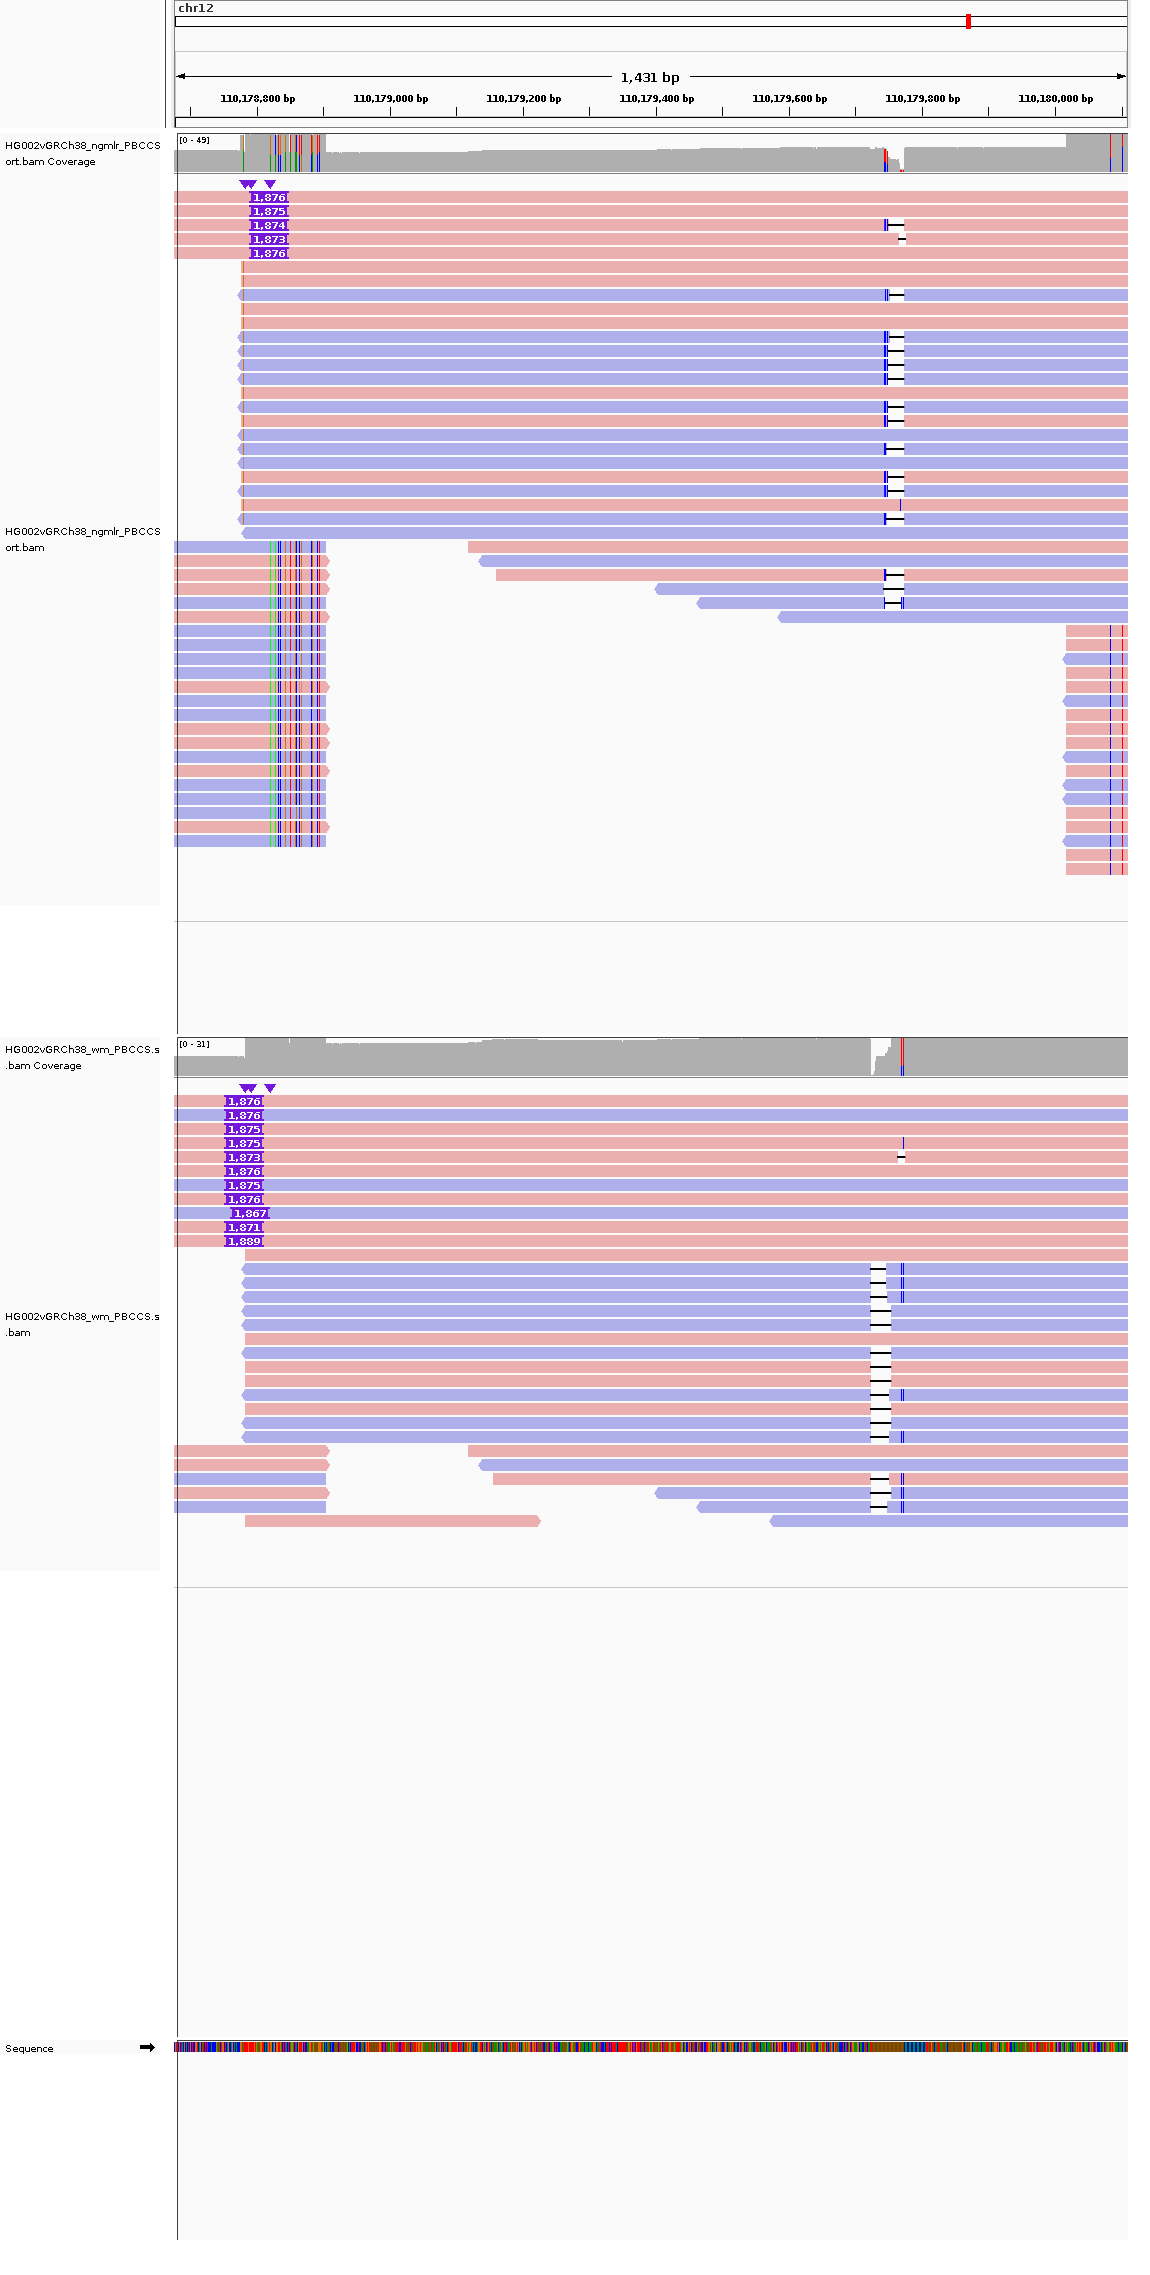 chr12
1,431 bp
110,178,800 bp 110,179,000 bp 110,179,200 bp 110,179,400 bp 110,179,600 bp 110,179,800 bp 110,180,000 bp
HG002vGRCh38_ngmlr_PBCCS
ort.bam Coverage
[0 - 49]
1,876
1,875
1,874
1,873
1,876
HG002vGRCh38_ngmlr_PBCCS
ort.bam
HG002vGRCh38_wm_PBCCS.s
.bam Coverage
[0 - 31]
1,876
1,876
1,875
1,875
1,873
1,876
1,875
1,876
1,867
1,871
1,889
HG002vGRCh38_wm_PBCCS.s
.bam
Sequence